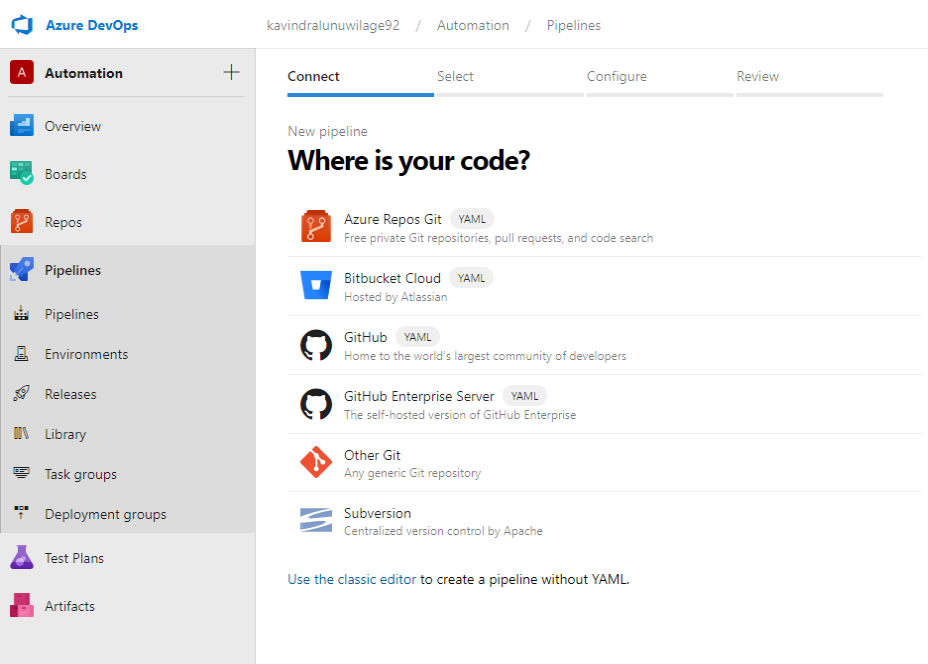 Azure DevOps
kavindralunuwilage92 / Automation / Pipelines
A Automation
Overview
Boards
Repos
Pipelines
Pipelines
Environments
Releases
Library
Task groups
Deployment groups
Test Plans
Artifacts
Connect Select Configure Review
New pipeline
Where is your code?
Azure Repos Git YAML
Free private Git repositories, pull requests, and code search
Bitbucket Cloud YAML
Hosted by Atlassian
GitHub YAML
Home to the world's largest community of developers
GitHub Enterprise Server YAML
The self-hosted version of GitHub Enterprise
Other Git
Any generic Git repository
Subversion
Centralized version control by Apache
Use the classic editor to create a pipeline without YAML.